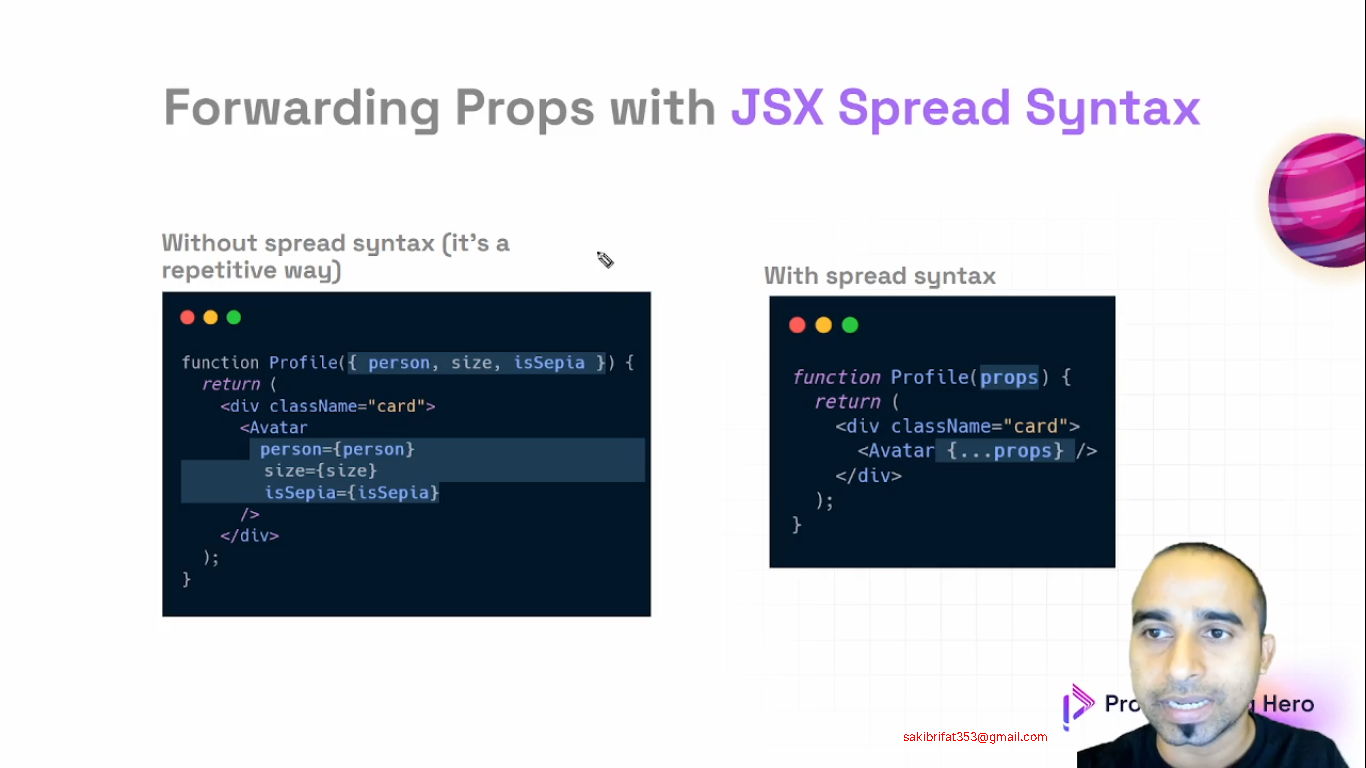 Forwarding Props with JSX Spread Syntax
Without spread syntax (it's a
repetitive way)
function Profile({ person, size, isSepia }) {
  return (
    <div className="card">
      <Avatar
        person={person}
        size={size}
        isSepia={isSepia}
      />
    </div>
  );
}
With spread syntax
function Profile(props) {
  return (
    <div className="card">
      <Avatar {...props} />
    </div>
  );
}
Hero
sakibrifat353@gmail.com